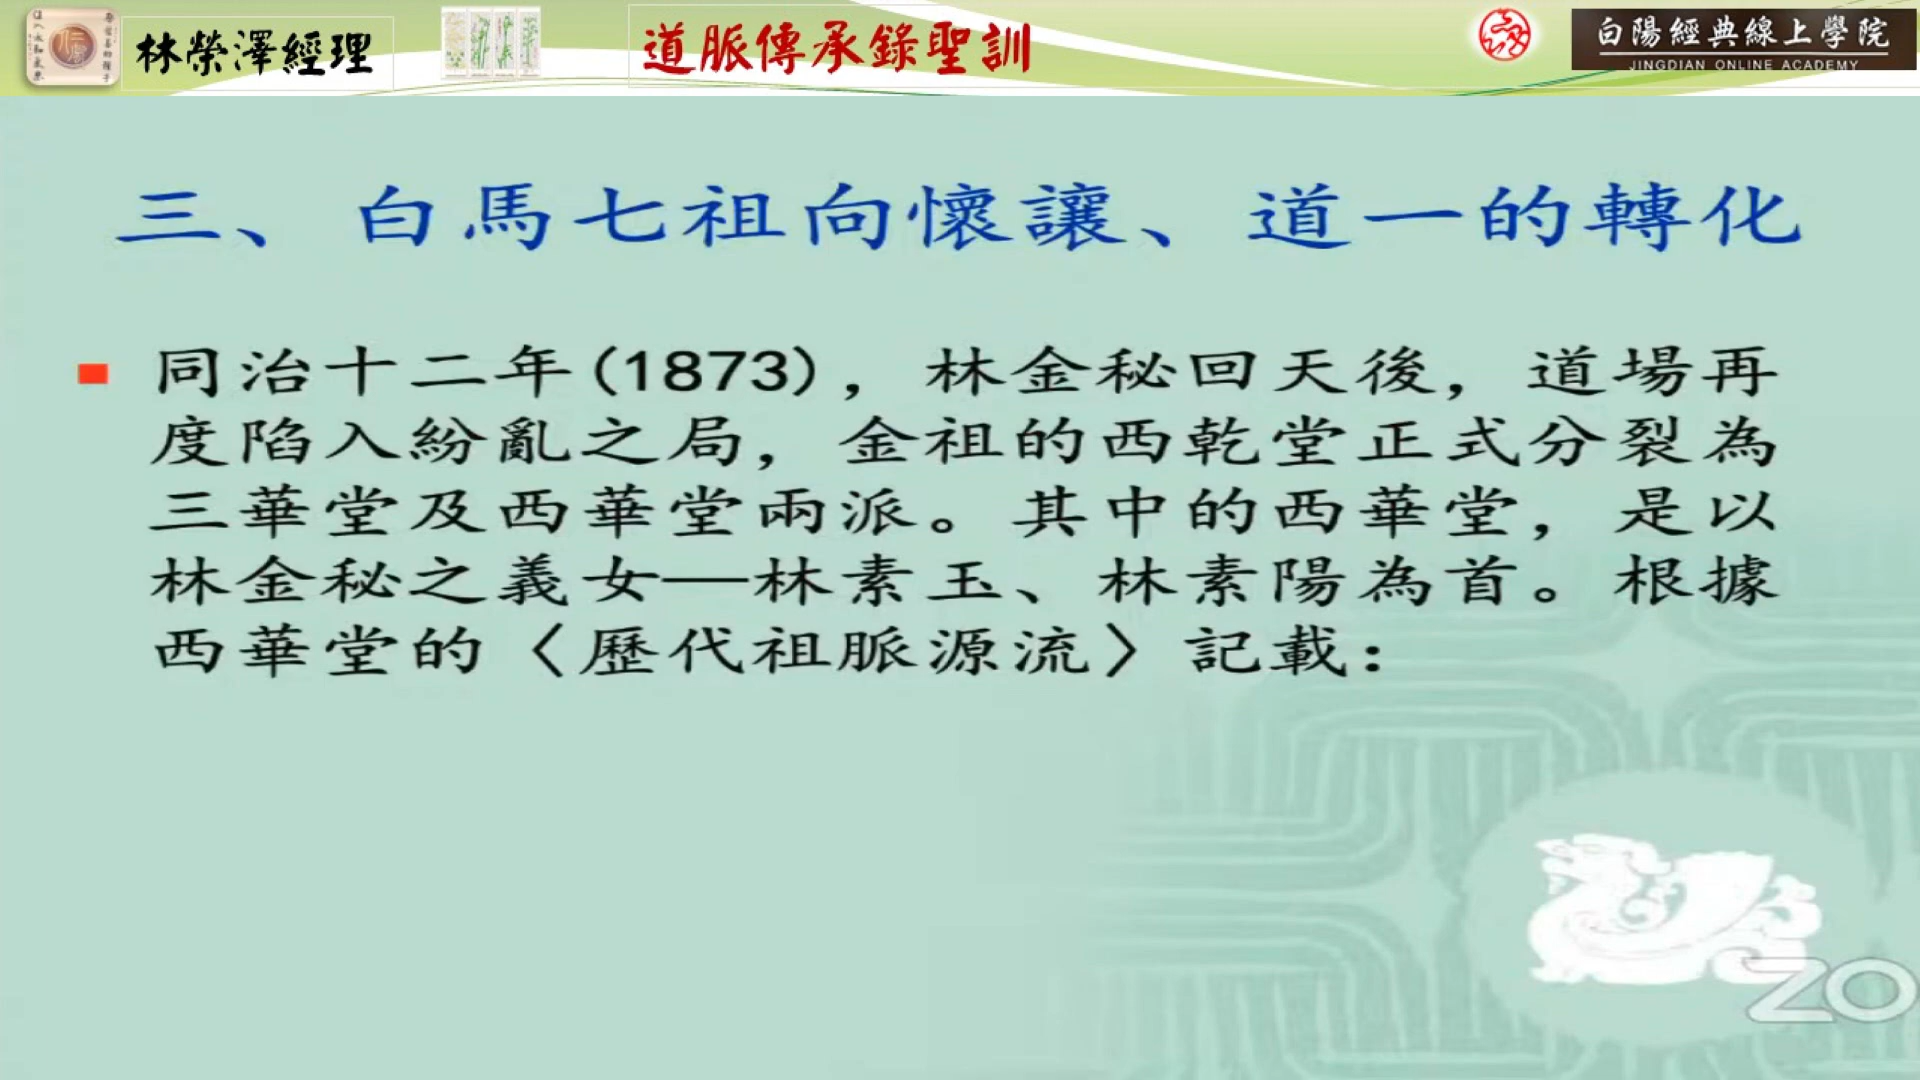 林榮澤經理
道脈傳承錄聖訓
白陽經典線上學院
JINGDIAN ONLINE ACADEMY
三、白馬七祖向懷讓、道一的轉化
同治十二年(1873)，林金秘回天後，道場再
度陷入紛亂之局，金祖的西乾堂正式分裂為
三華堂及西華堂兩派。其中的西華堂，是以
林金秘之義女—林素玉、林素陽為首。根據
西華堂的〈歷代祖脈源流〉記載：
ZO